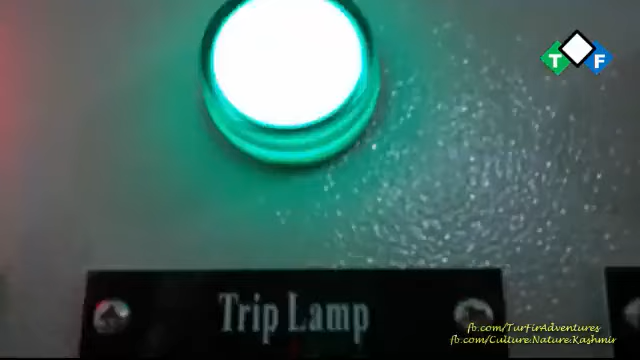 T F
Trip Lamp
fb.com/TurFirAdventures
fb.com/Culture.Nature.Kashmir